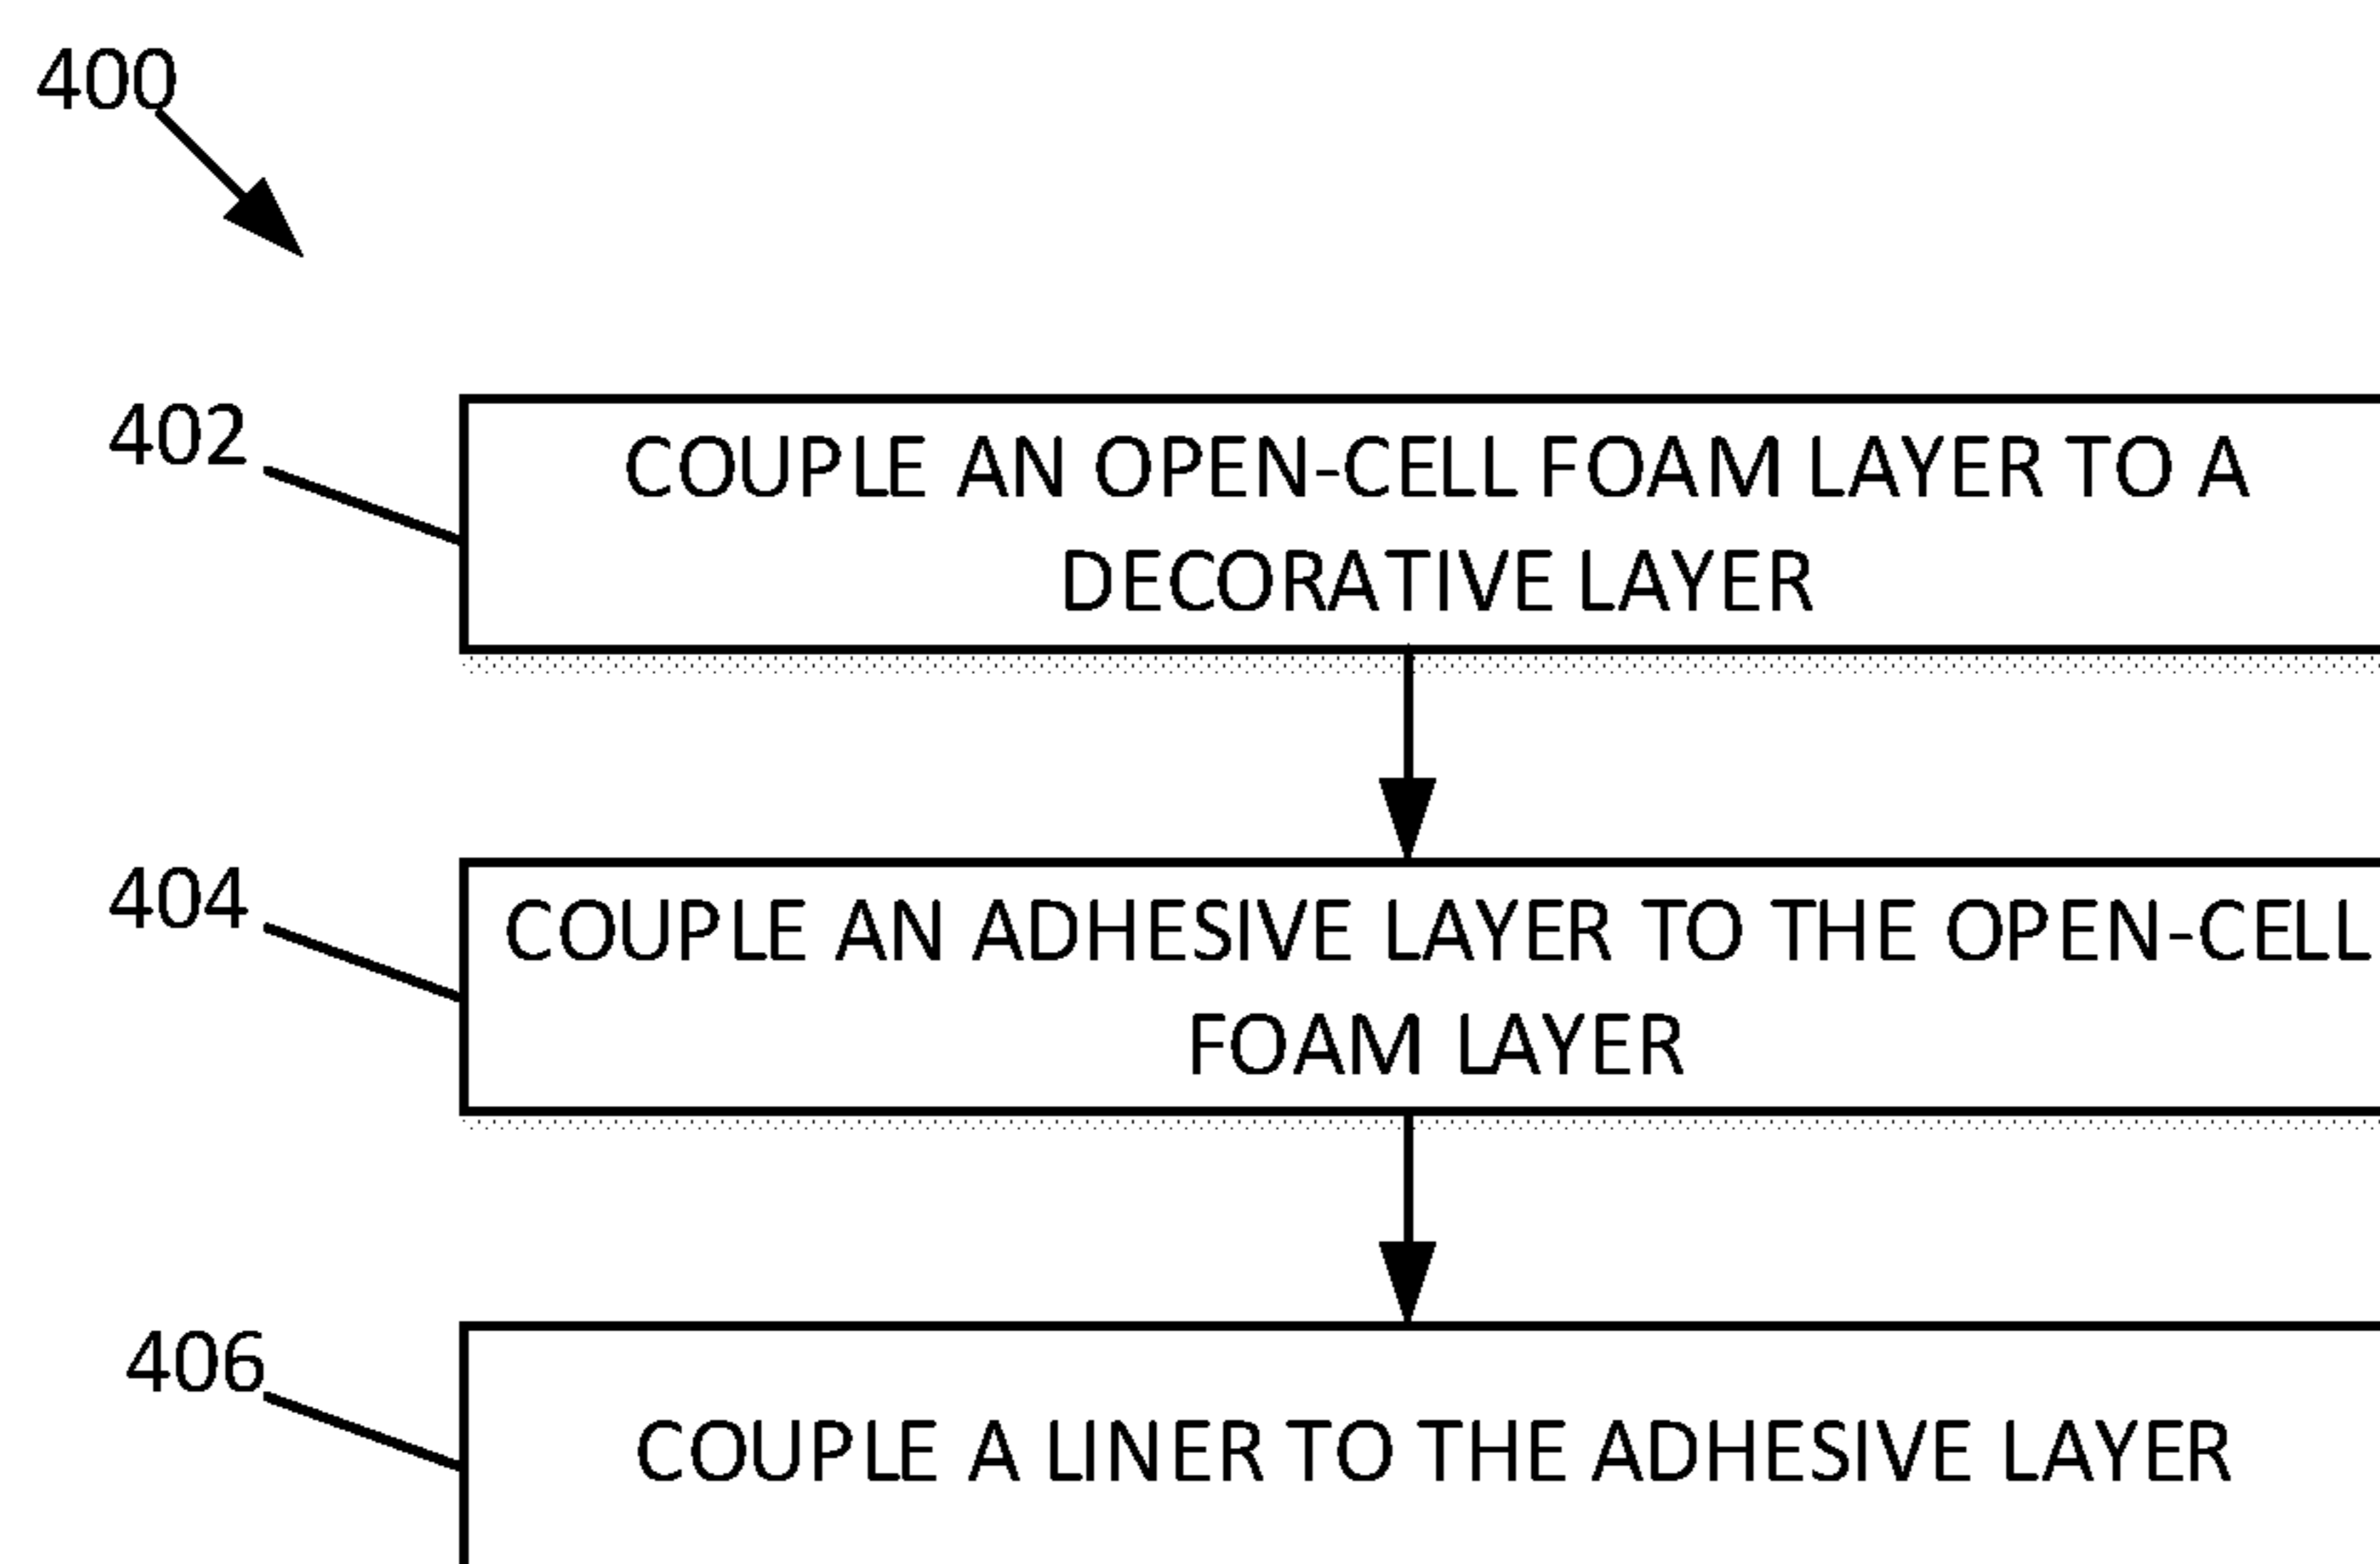 400
402
COUPLE AN OPEN-CELL FOAM LAYER TO A
DECORATIVE LAYER
404
COUPLE AN ADHESIVE LAYER TO THE OPEN-CELL
FOAM LAYER
406
COUPLE A LINER TO THE ADHESIVE LAYER